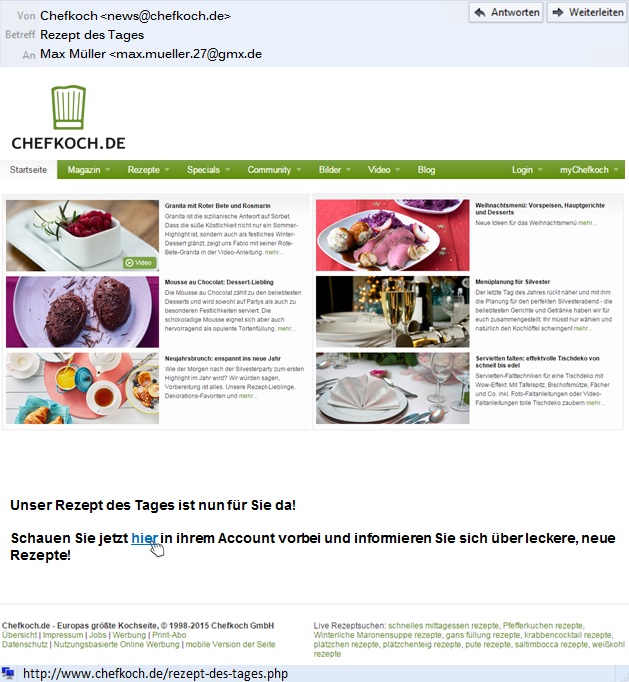 Von Chefkoch <news@chefkoch.de>
Betreff Rezept des Tages
An Max Müller <max.mueller.27@gmx.de
Antworten Weiterleiten
CHEFKOCH.DE
Startseite Magazin Rezepte Specials Community Bilder Video Blog Login myChefkoch
Granita mit Roter Bete und Rosmarin
Granita ist die sizilianische Antwort auf Sorbet.
Dass die süße Köstlichkeit nicht nur ein Sommer-
Highlight ist, sondern auch als festliches Winter-
Dessert glänzt, zeigt uns Fabio mit seiner Rote-
Bete-Granita in der Video-Anleitung. mehr...
Video
Weihnachtsmenü: Vorspeisen, Hauptgerichte
und Desserts
Neue Ideen für das Weihnachtsmenü mehr...
Mousse au Chocolat: Dessert-Liebling
Die Mousse au Chocolat zählt zu den beliebtesten
Desserts und wird sowohl auf Partys als auch zu
besonderen Festlichkeiten serviert. Die
schokoladige Mousse eignet sich aber auch
hervorragend als opulente Tortenfüllung. mehr...
Menüplanung für Silvester
Der letzte Tag des Jahres rückt näher und mit ihm
die Planung für den perfekten Silvesterabend - die
beliebtesten Gerichte und Getränke haben wir für
euch zusammengestellt. Ihr müsst nur wählen und
natürlich den Kochlöffel schwingen! mehr...
Neujahrsbrunch: enspannt ins neue Jahr
Wie der Morgen nach der Silvesterparty zum ersten
Highlight im Jahr wird? Wir würden sagen,
Vorbereitung ist alles. Unsere Rezept-Lieblinge,
Dekorations-Favoriten und mehr...
Servietten falten: effektvolle Tischdeko von
schnell bis edel
Servietten-Falttechniken für eine Tischdeko mit
Wow-Effekt: Mit Tafelspitz, Bischofsmütze, Fächer
und Co. inkl. Foto-Faltanleitungen oder Video-
Faltanleitungen tolle Tischdeko zaubern mehr...
Unser Rezept des Tages ist nun für Sie da!
Schauen Sie jetzt hier in ihrem Account vorbei und informieren Sie sich über leckere, neue
Rezepte!
Chefkoch.de - Europas größte Kochseite, © 1998-2015 Chefkoch GmbH
Übersicht | Impressum | Jobs | Werbung | Print-Abo
Datenschutz | Nutzungsbasierte Online Werbung | mobile Version der Seite
Live Rezeptsuchen: schnelles mittagessen rezepte, Pfefferkuchen rezepte,
Winterliche Maronensuppe rezepte, gans füllung rezepte, krabbencocktail rezepte,
plätzchen rezepte, plätzchenteig rezepte, pute rezepte, saltimbocca rezepte, weißkohl
rezepte
http://www.chefkoch.de/rezept-des-tages.php